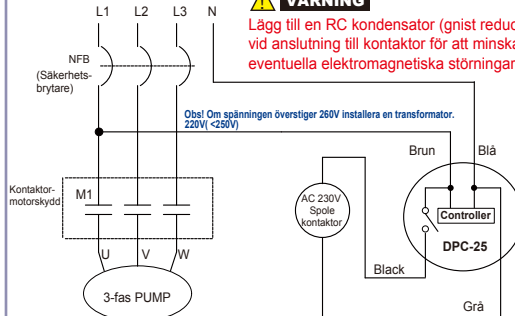 L1 L2 L3 N
VARNING
Lägg till en RC kondensator (gnist reduc
vid anslutning till kontaktor för att minska
eventuella elektromagnetiska störningar
NFB
(Säkerhets-
brytare)
Obs! Om spänningen överstiger 260V installera en transformator.
220V( <250V)
Brun Blå
Kontaktor-
motorskydd
M1
AC 230V
Spole
kontaktor
Controller
DPC-25
U V W
Black
3-fas PUMP
Grå